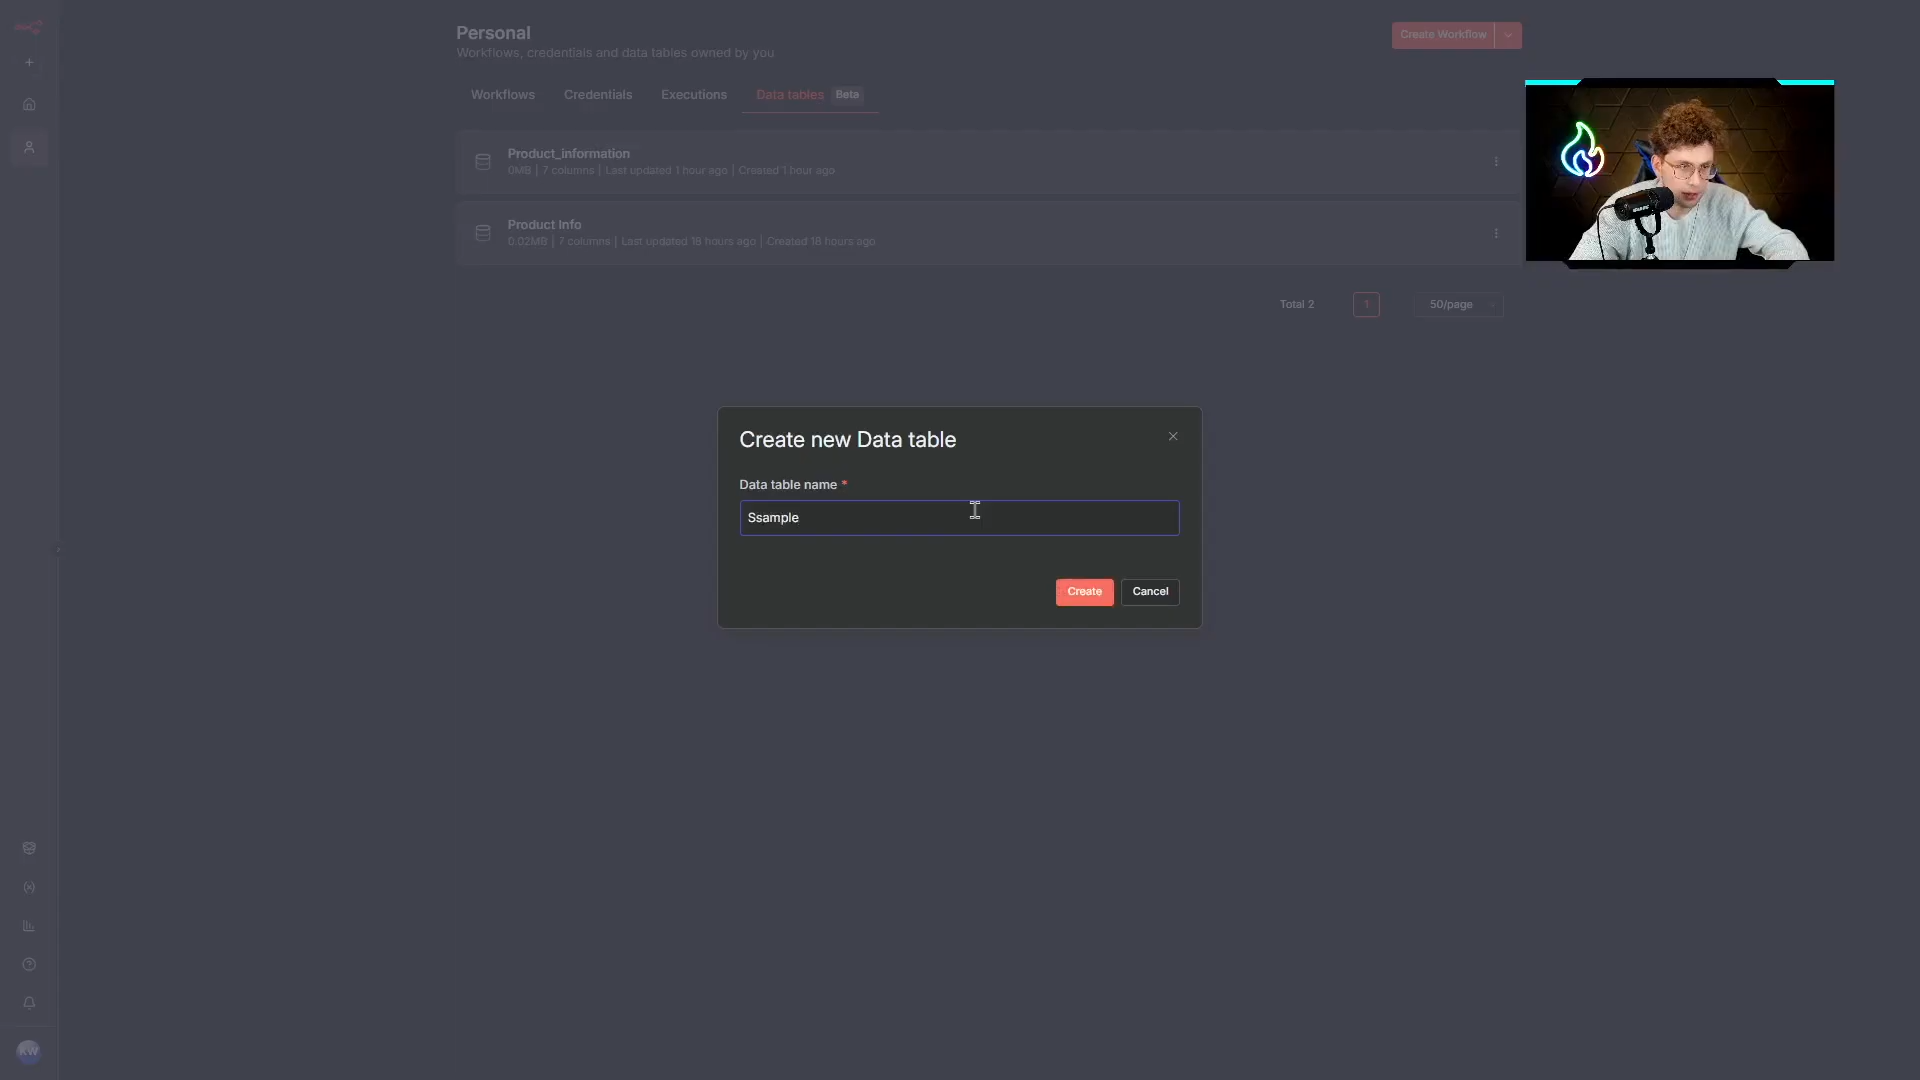 Personal
Create Workflow
Workflows, credentials and data tables owned by you
Workflows Credentials Executions Data tables Beta
Product_information
0MB | 7 columns | Last updated 1 hour ago | Created 1 hour ago
Product Info
0.02MB | 7 columns | Last updated 18 hours ago | Created 18 hours ago
Total 2 1 50/page
Create new Data table
Data table name *
Ssample
Create Cancel
KW